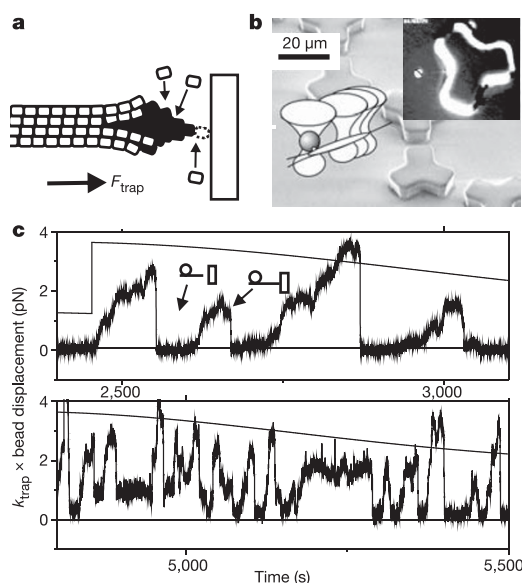 a
F trap
b
20 μm
c
4
2
0
2,500
3,000
4
2
0
5,000
5,500
Time (s)
k trap × bead displacement (pN)